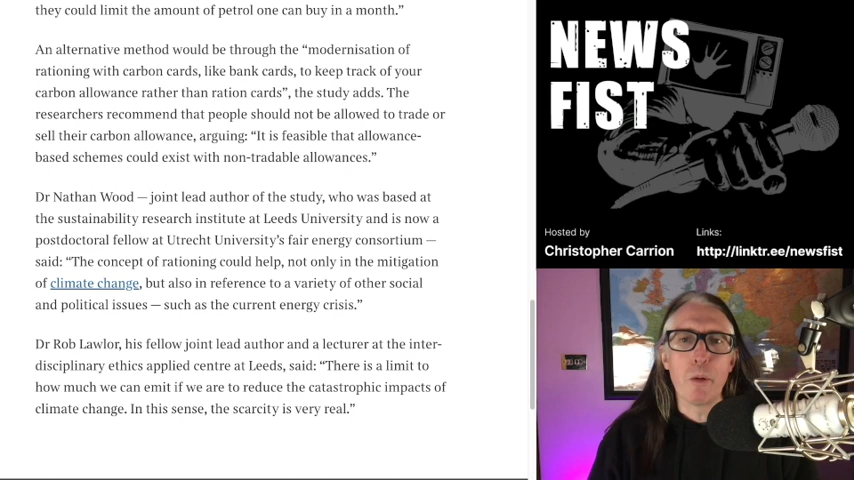 they could limit the amount of petrol one can buy in a month.”
An alternative method would be through the “modernisation of
rationing with carbon cards, like bank cards, to keep track of your
carbon allowance rather than ration cards”, the study adds. The
researchers recommend that people should not be allowed to trade or
sell their carbon allowance, arguing: “It is feasible that allowance-
based schemes could exist with non-tradable allowances.”
Dr Nathan Wood — joint lead author of the study, who was based at
the sustainability research institute at Leeds University and is now a
postdoctoral fellow at Utrecht University’s fair energy consortium —
said: “The concept of rationing could help, not only in the mitigation
of climate change, but also in reference to a variety of other social
and political issues — such as the current energy crisis.”
Dr Rob Lawlor, his fellow joint lead author and a lecturer at the inter-
disciplinary ethics applied centre at Leeds, said: “There is a limit to
how much we can emit if we are to reduce the catastrophic impacts of
climate change. In this sense, the scarcity is very real.”
NEWS
FIST
Hosted by
Christopher Carrion
Links:
http://linktr.ee/newsfist